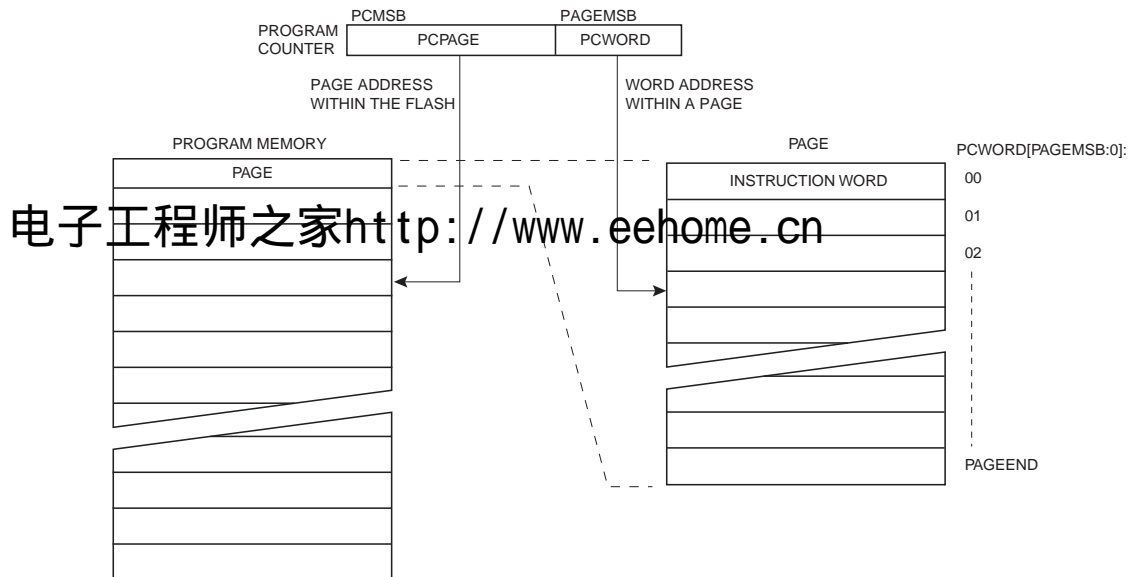 PCMSB PAGEMSB
PROGRAM COUNTER
PCPAGE PCWORD
PAGE ADDRESS
WITHIN THE FLASH
WORD ADDRESS
WITHIN A PAGE
PROGRAM MEMORY
PAGE
PAGE
PCWORD[PAGEMSB:0]:
INSTRUCTION WORD
00
01
02
PAGEEND
电子工程师之家http://www.eehome.cn